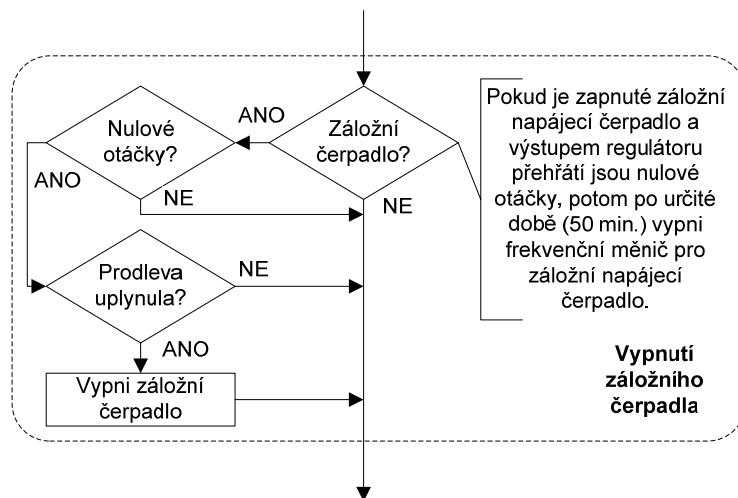 ANO
Nulové
otáčky?
Záložní
čerpadlo?
ANO
NE
NE
Prodleva
uplynula?
NE
ANO
Vypni záložní
čerpadlo
Pokud je zapnuté záložní
napájecí čerpadlo a
výstupem regulátoru
přehřátí jsou nulové
otáčky, potom po určité
době (50 min.) vypni
frekvenční měnič pro
záložní napájecí
čerpadlo.
Vypnutí
záložního
čerpadla